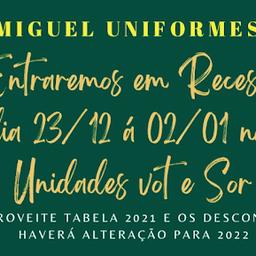 MIGUEL UNIFORMES
Entraremos em Reces
dia 23/12 á 02/01 n
Unidades vot e Sor
ROVEITE TABELA 2021 E OS DESCON
HAVERÁ ALTERAÇÃO PARA 2022